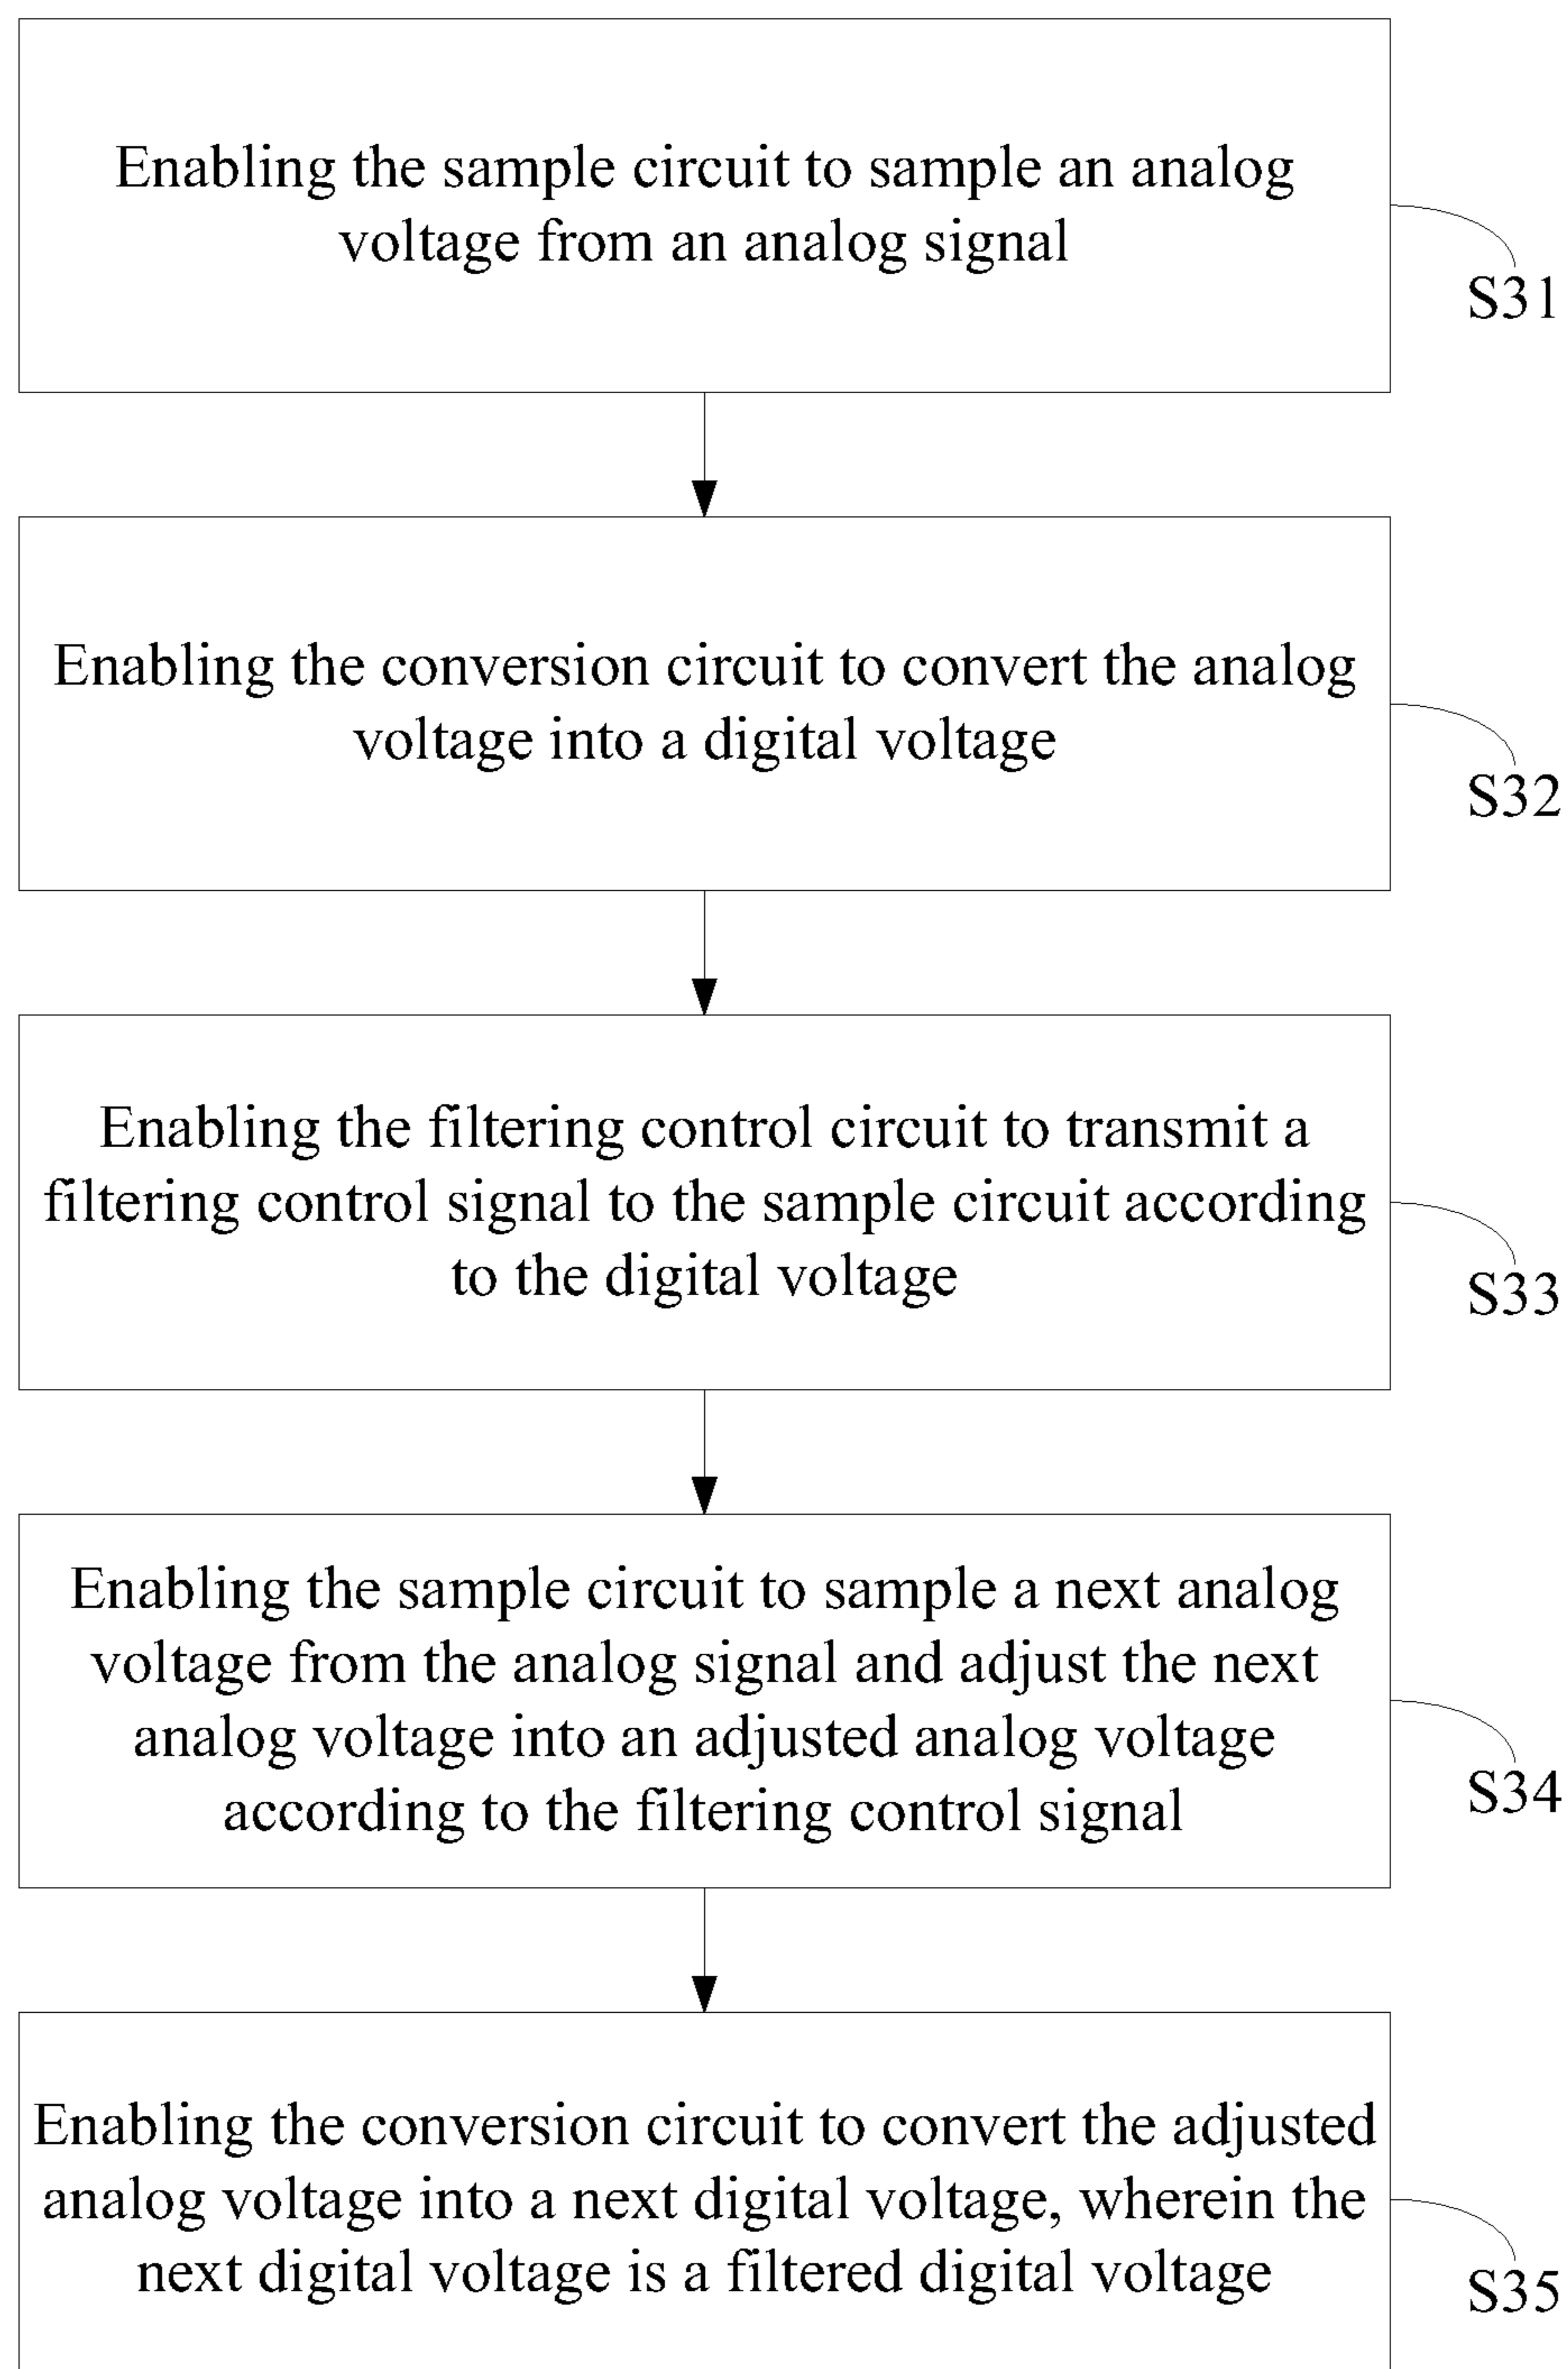 Enabling the sample circuit to sample an analog
voltage from an analog signal
S31
Enabling the conversion circuit to convert the analog
voltage into a digital voltage
S32
Enabling the filtering control circuit to transmit a
filtering control signal to the sample circuit according
to the digital voltage
S33
Enabling the sample circuit to sample a next analog
voltage from the analog signal and adjust the next
analog voltage into an adjusted analog voltage
according to the filtering control signal
S34
Enabling the conversion circuit to convert the adjusted
analog voltage into a next digital voltage, wherein the
next digital voltage is a filtered digital voltage
S35